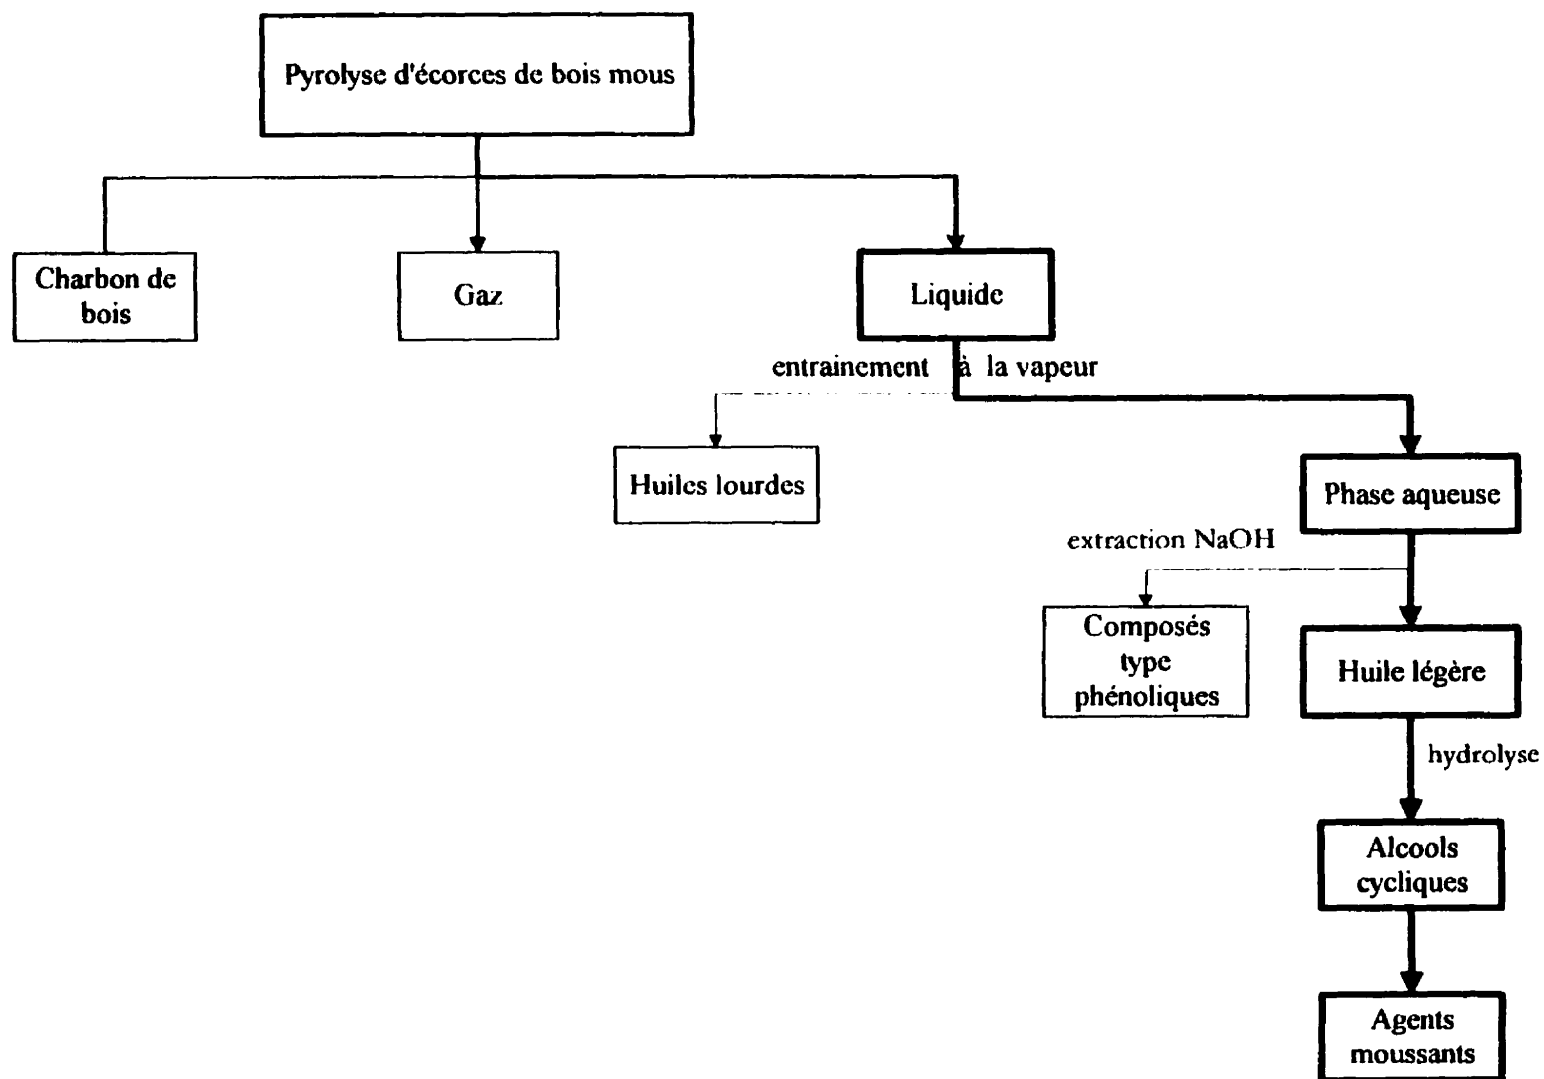 Pyrolyse d'écorces de bois mous
Charbon de
bois
Gaz
Liquide
entrainement à la vapeur
Huiles lourdes
Phase aqueuse
extraction NaOH
Composés
type
phénoliques
Huile légère
hydrolyse
Alcools
cycliques
Agents
moussants